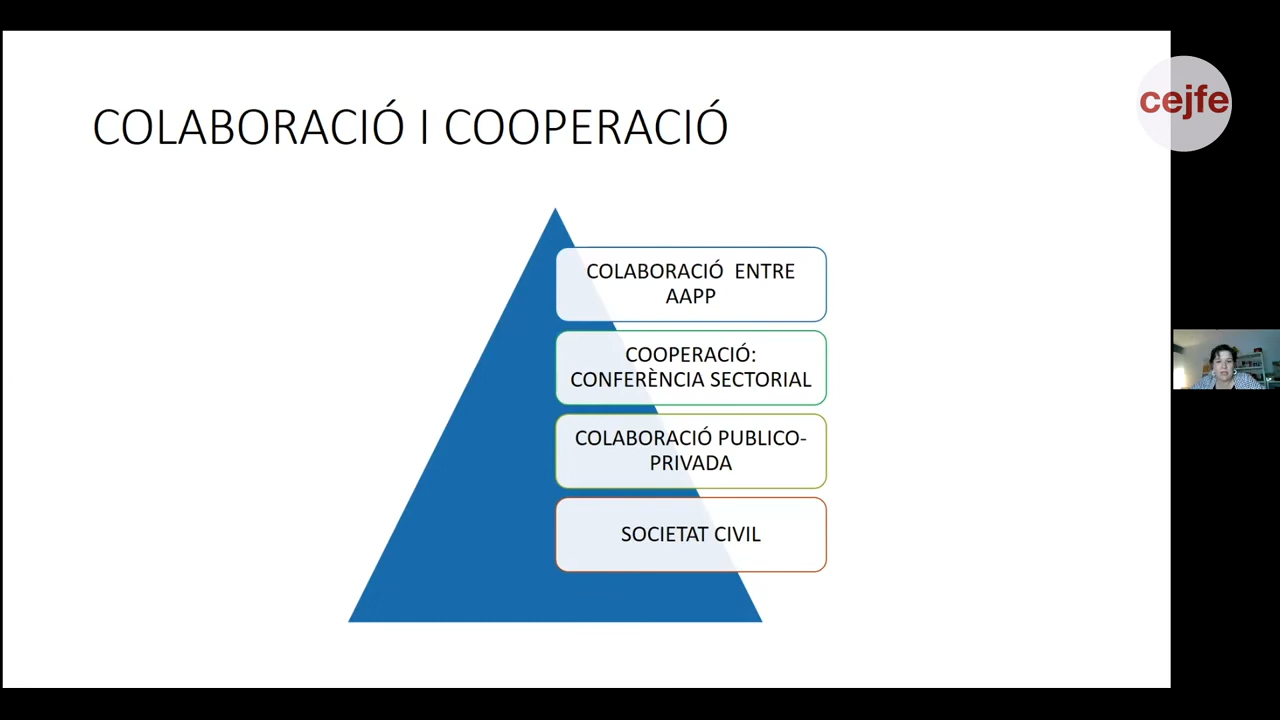 COLABORACIÓ I COOPERACIÓ
cejfe
COLABORACIÓ ENTRE
AAPP
COOPERACIÓ:
CONFERÈNCIA SECTORIAL
COLABORACIÓ PUBLICO-
PRIVADA
SOCIETAT CIVIL